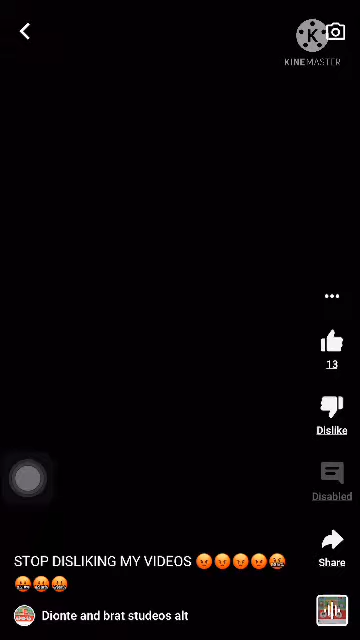 K
KINEMASTER
13
Dislike
Disabled
Share
STOP DISLIKING MY VIDEOS 😡😡😡😡🤬
🤬🤬🤬
Dionte and brat studeos alt